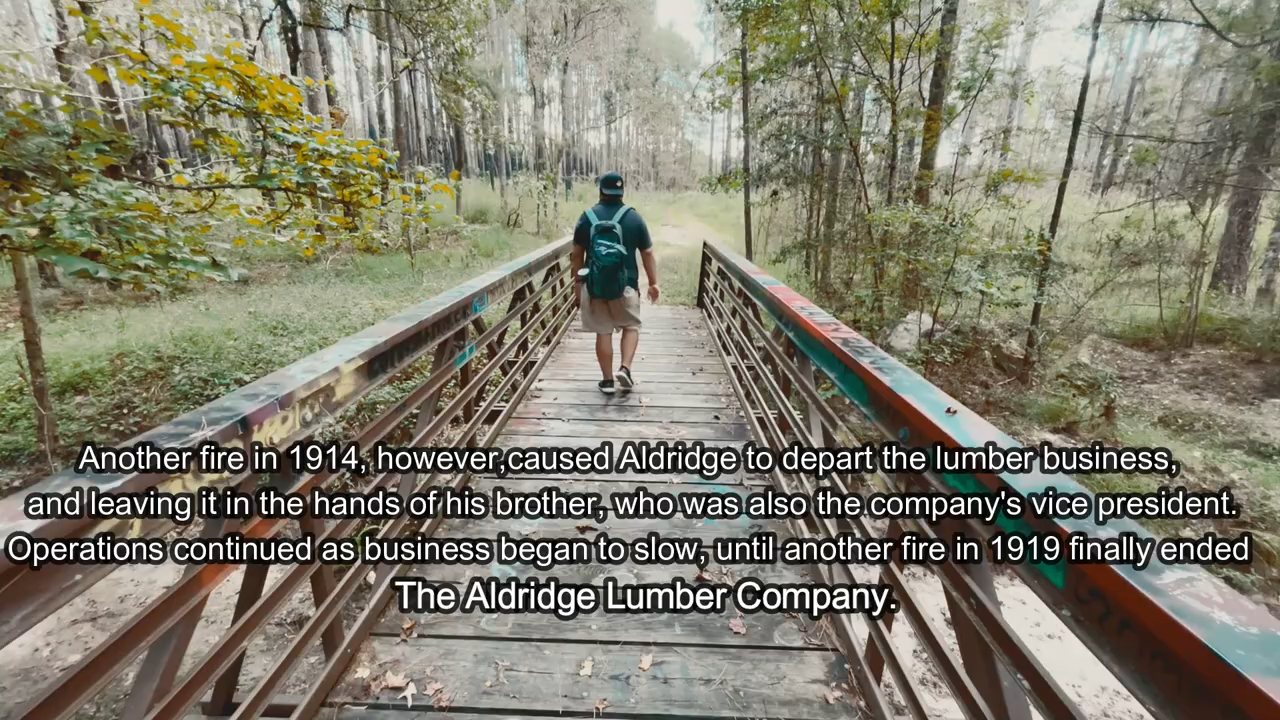 Another fire in 1914, however,caused Aldridge to depart the lumber business,
and leaving it in the hands of his brother, who was also the company's vice president.
Operations continued as business began to slow, until another fire in 1919 finally ended
The Aldridge Lumber Company.